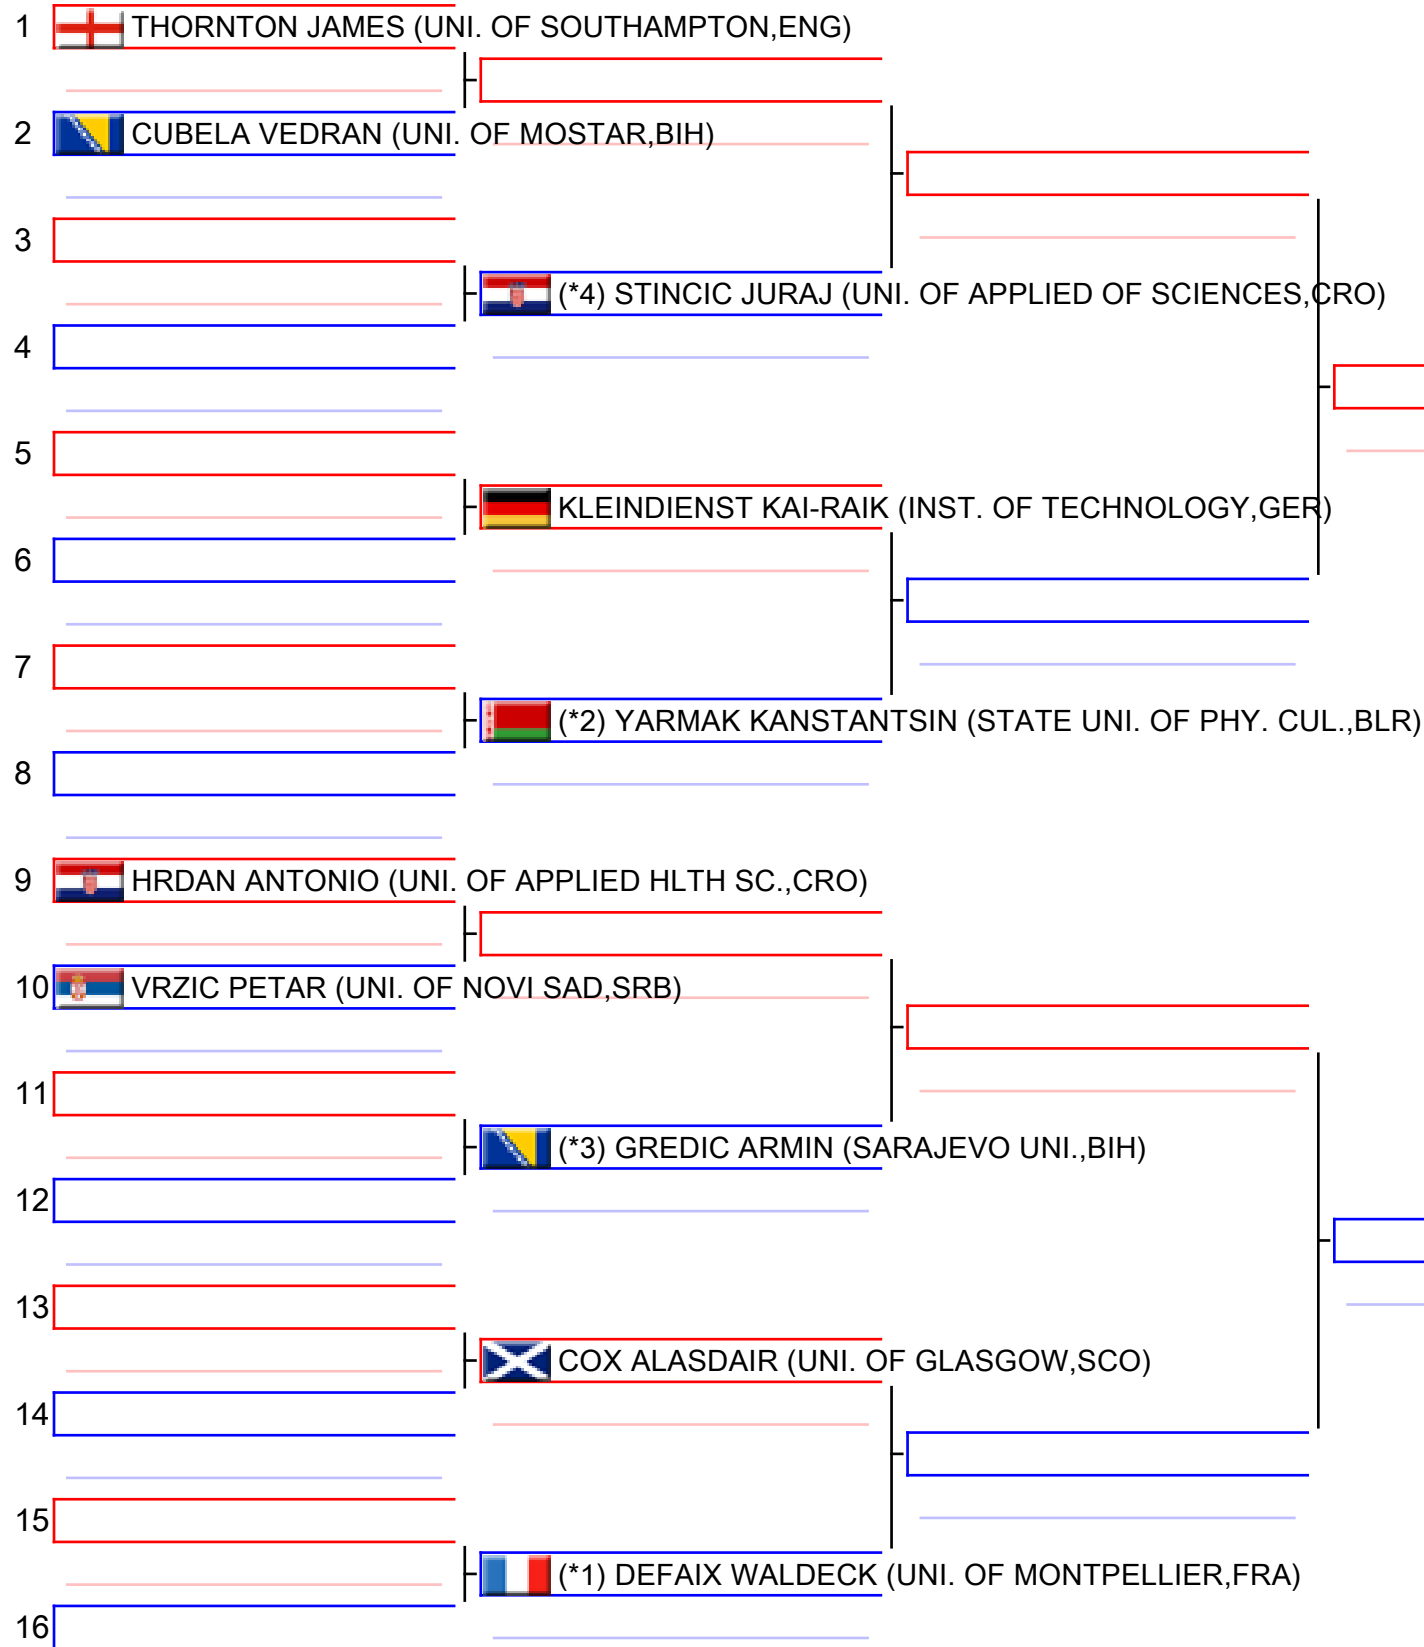 1 THORNTON JAMES (UNI. OF SOUTHAMPTON,ENG)
2 CUBELA VEDRAN (UNI. OF MOSTAR,BIH)
3
(*4) STINCIC JURAJ (UNI. OF APPLIED OF SCIENCES,CRO)
4
5
KLEINDIENST KAI-RAIK (INST. OF TECHNOLOGY,GER)
6
7
(*2) YARMAK KANSTANTSIN (STATE UNI. OF PHY. CUL.,BLR)
8
9 HRDAN ANTONIO (UNI. OF APPLIED HLTH SC.,CRO)
10 VRZIC PETAR (UNI. OF NOVI SAD,SRB)
11
(*3) GREDIC ARMIN (SARAJEVO UNI.,BIH)
12
13
COX ALASDAIR (UNI. OF GLASGOW,SCO)
14
15
(*1) DEFAIX WALDECK (UNI. OF MONTPELLIER,FRA)
16